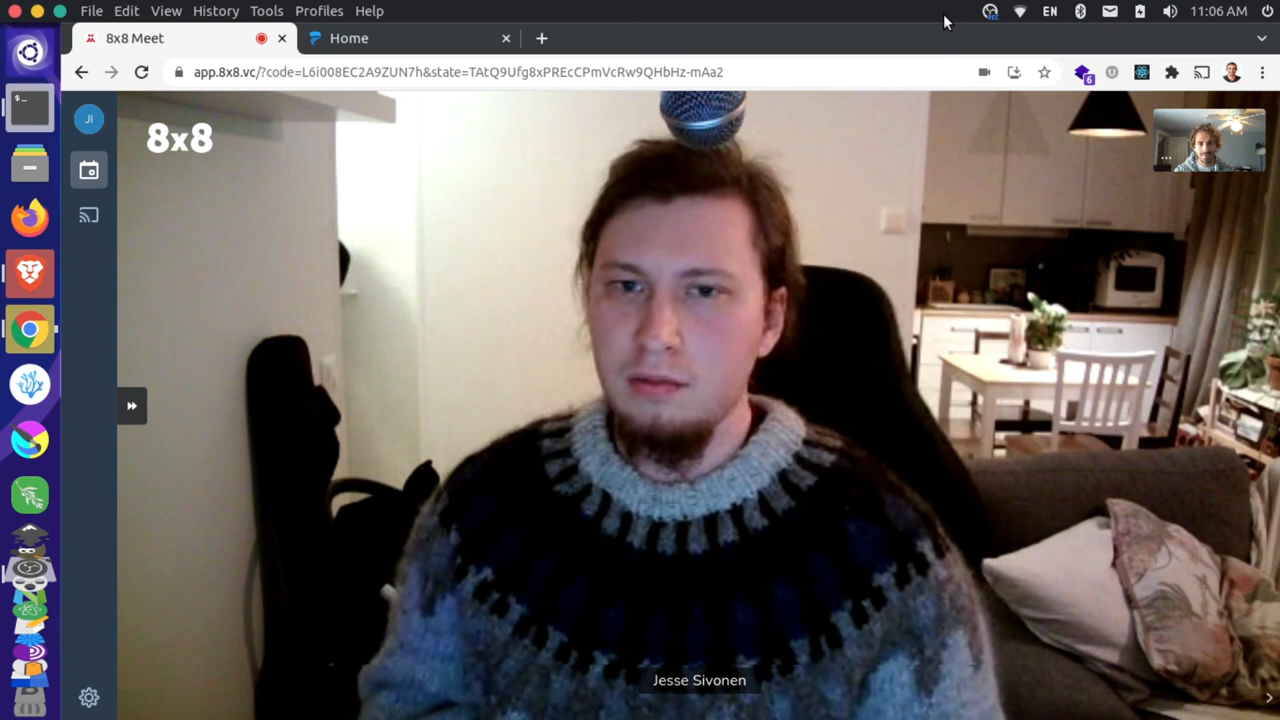 File Edit View History Tools Profiles Help
EN
11:06 AM
8x8 Meet
Home
app.8x8.vc/?code=L6i008EC2A9ZUN7h&state=TAtQ9Ufg8xPREcCPmVcRw9QHbHz-mAa2
6
JI
8x8
Jesse Sivonen